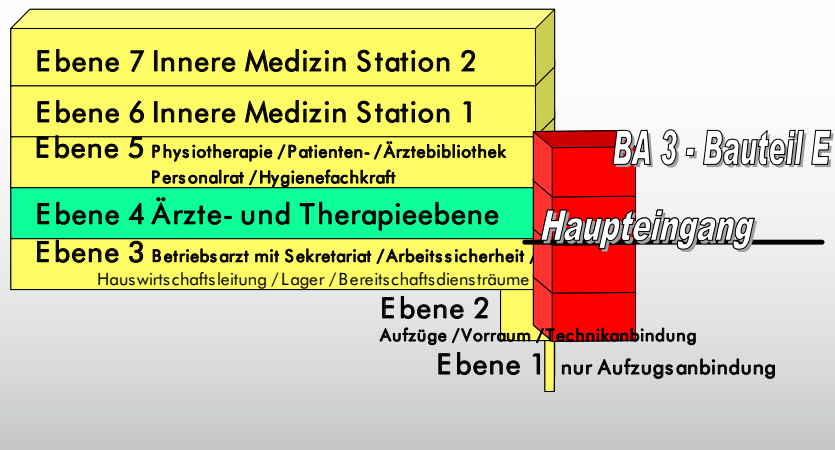 Ebene 7 Innere Medizin Station 2
Ebene 6 Innere Medizin Station 1
Ebene 5 Physiotherapie / Patienten- / Ärztebibliothek
Personalrat / Hygienefachkraft
BA 3 - Bauteil E
Ebene 4 Ärzte- und Therapieebene
Haupteingang
Ebene 3 Betriebsarzt mit Sekretariat / Arbeitssicherheit /
Hauswirtschaftsleitung / Lager / Bereitschaftsdiensträume
Ebene 2
Aufzüge / Vorraum / Technikanbindung
Ebene 1 nur Aufzugsanbindung